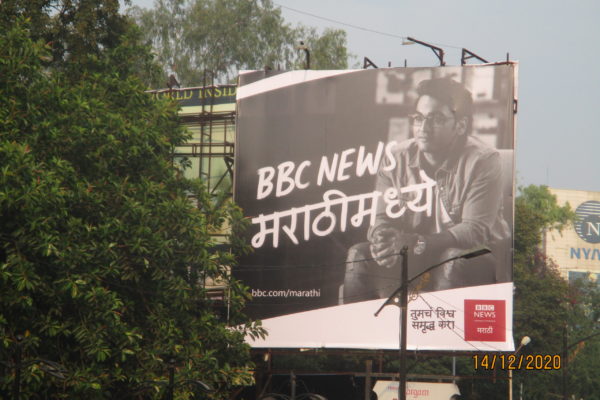 BBC NEWS
मराठीमध्ये
bbc.com/marathi
तुमचं विश्व
समृद्ध करा
BBC
NEWS
मराठी
14/12/2020